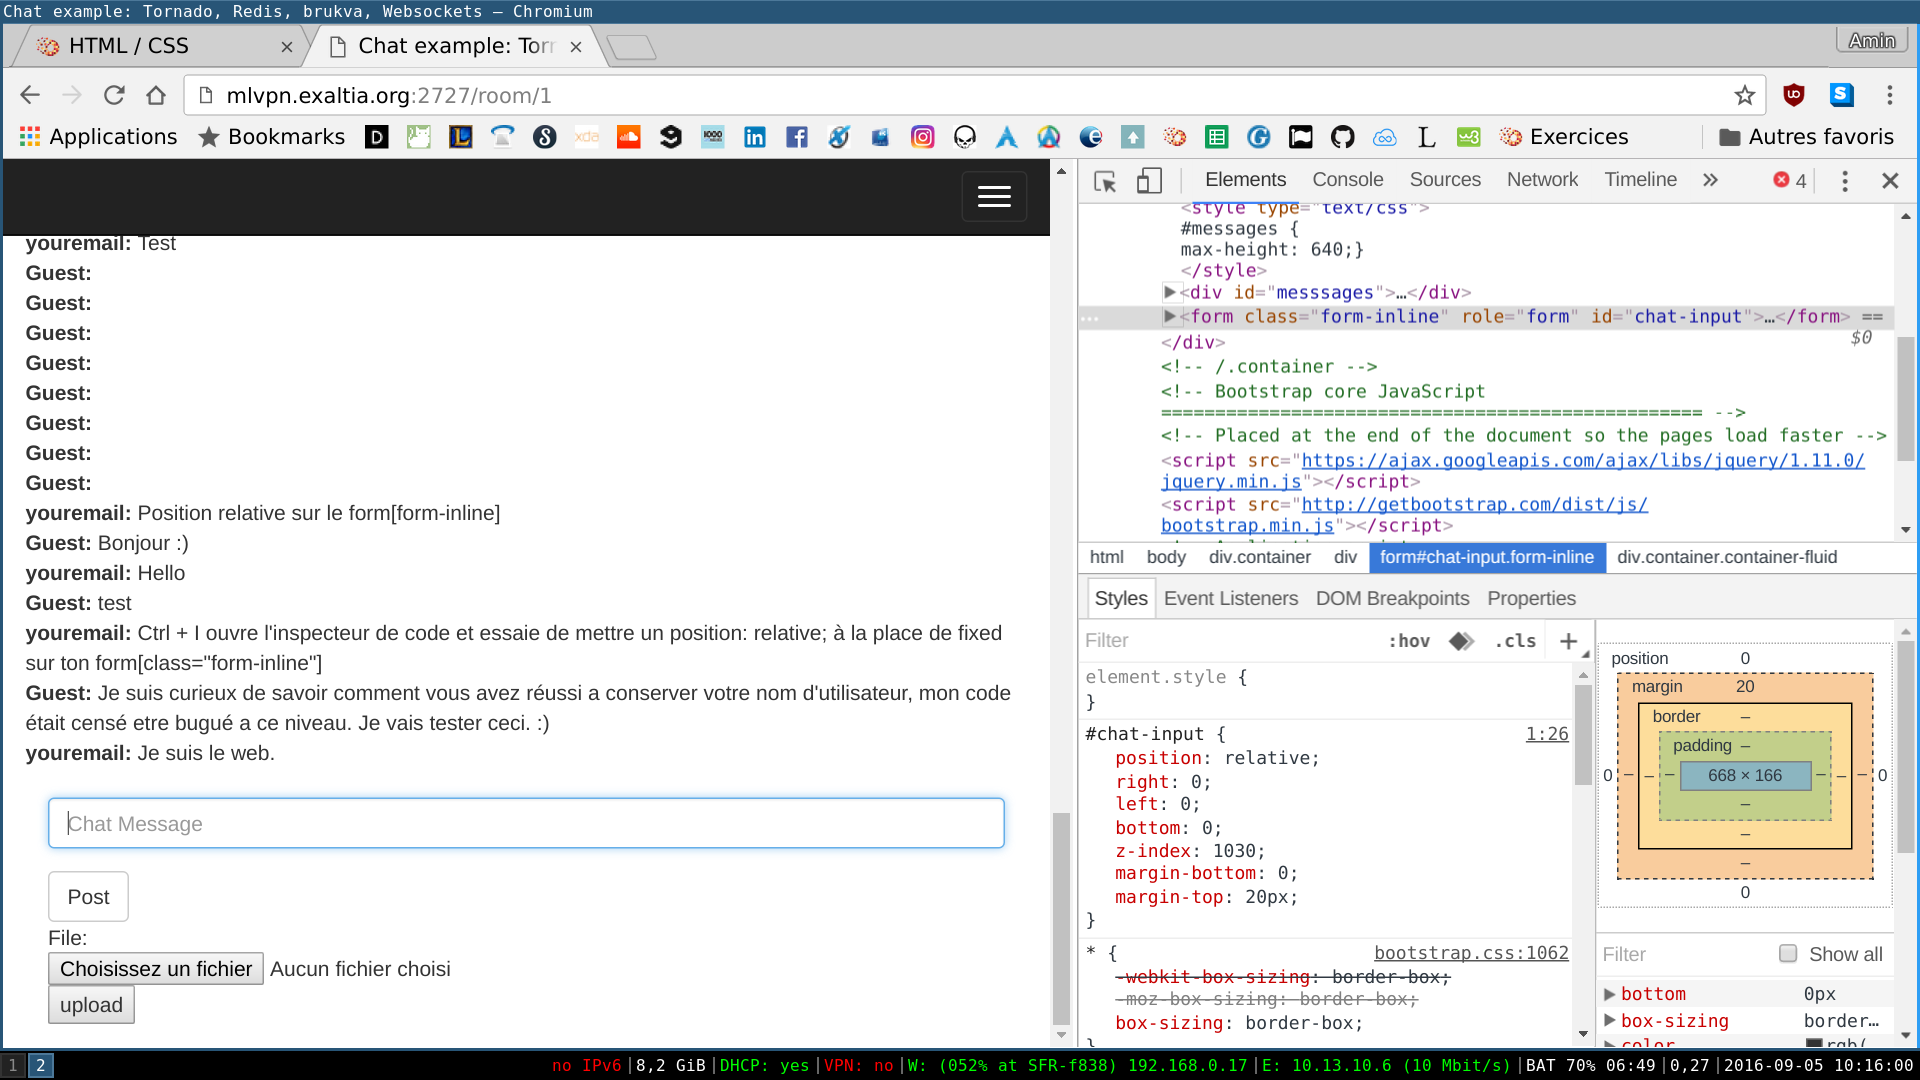 Chat example: Tornado, Redis, brukva, Websockets – Chromium
HTML / CSS
Chat example: Torn
Amin
mlvpn.exaltia.org:2727/room/1
Applications
Bookmarks
Exercices
Autres favoris
youremail: Test
Guest:
Guest:
Guest:
Guest:
Guest:
Guest:
Guest:
Guest:
youremail: Position relative sur le form[form-inline]
Guest: Bonjour :)
youremail: Hello
Guest: test
youremail: Ctrl + I ouvre l'inspecteur de code et essaie de mettre un position: relative; à la place de fixed
sur ton form[class="form-inline"]
Guest: Je suis curieux de savoir comment vous avez réussi a conserver votre nom d'utilisateur, mon code
était censé etre bugué a ce niveau. Je vais tester ceci. :)
youremail: Je suis le web.
Chat Message
Post
File:
Choisissez un fichier Aucun fichier choisi
upload
Elements Console Sources Network Timeline » 4
<style type="text/css">
#messages {
max-height: 640;}
</style>
<div id="messsages">…</div>
<form class="form-inline" role="form" id="chat-input">…</form> ==
$0
</div>
<!-- /.container -->
<!-- Bootstrap core JavaScript
================================================== -->
<!-- Placed at the end of the document so the pages load faster -->
<script src="https://ajax.googleapis.com/ajax/libs/jquery/1.11.0/
jquery.min.js"></script>
<script src="http://getbootstrap.com/dist/js/
bootstrap.min.js"></script>
html body div.container div form#chat-input.form-inline div.container.container-fluid
Styles Event Listeners DOM Breakpoints Properties
Filter :hov .cls +
element.style {
}
#chat-input { 1:26
position: relative;
right: 0;
left: 0;
bottom: 0;
z-index: 1030;
margin-bottom: 0;
margin-top: 20px;
}
* { bootstrap.css:1062
-webkit-box-sizing: border-box;
-moz-box-sizing: border-box;
box-sizing: border-box;
}
position 0
margin 20
border –
padding –
0 – – – 668 × 166 – – – 0
–
–
–
0
Filter Show all
bottom 0px
box-sizing border…
color rgb(
1 2 no IPv6|8,2 GiB|DHCP: yes|VPN: no|W: (052% at SFR-f838) 192.168.0.17|E: 10.13.10.6 (10 Mbit/s)|BAT 70% 06:49|0,27|2016-09-05 10:16:00